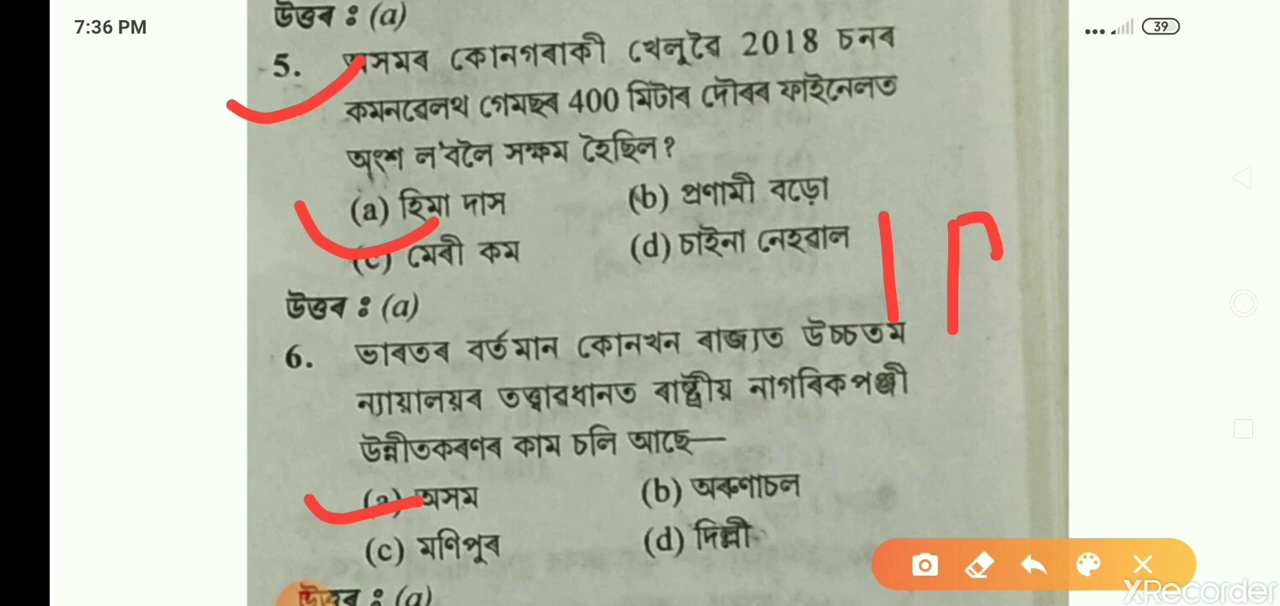 7:36 PM
39
উত্তৰ : (a)
5. অসমৰ কোনগৰাকী খেলুৱৈ 2018 চনৰ
কমনৱেলথ গেমছৰ 400 মিটাৰ দৌৰৰ ফাইনেলত
অংশ ল'বলৈ সক্ষম হৈছিল?
(a) হিমা দাস (b) প্ৰণামী বড়ো
(c) মেৰী কম (d) চাইনা নেহৱাল
উত্তৰ : (a)
6. ভাৰতৰ বৰ্তমান কোনখন ৰাজ্যত উচ্চতম
ন্যায়ালয়ৰ তত্ত্বাৱধানত ৰাষ্ট্ৰীয় নাগৰিকপঞ্জী
উন্নীতকৰণৰ কাম চলি আছে—
(a) অসম (b) অৰুণাচল
(c) মণিপুৰ (d) দিল্লী
উত্তৰ : (a)
XRecorder